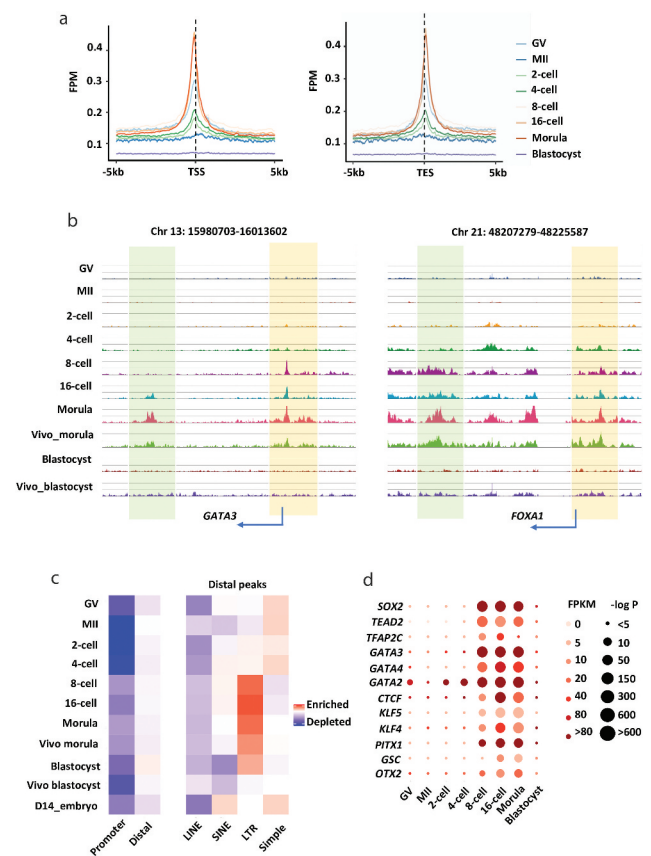 a
FPM
0.4
0.3
0.2
0.1
-5kb
TSS
5kb
FPM
0.4
0.3
0.2
0.1
-5kb
TES
5kb
GV
MII
2-cell
4-cell
8-cell
16-cell
Morula
Blastocyst
b
Chr 13: 15980703-16013602
Chr 21: 48207279-48225587
GV
MII
2-cell
4-cell
8-cell
16-cell
Morula
Vivo_morula
Blastocyst
Vivo_blastocyst
GATA3
FOXA1
c
Distal peaks
GV
MII
2-cell
4-cell
8-cell
16-cell
Morula
Vivo morula
Blastocyst
Vivo blastocyst
D14_embryo
Promoter
Distal
LINE
SINE
LTR
Simple
Enriched
Depleted
d
SOX2
TEAD2
TFAP2C
GATA3
GATA4
GATA2
CTCF
KLF5
KLF4
PITX1
GSC
OTX2
GV
MII
2-cell
4-cell
8-cell
16-cell
Morula
Blastocyst
FPKM
0
5
10
20
40
80
>80
-log P
<5
10
50
150
300
600
>600